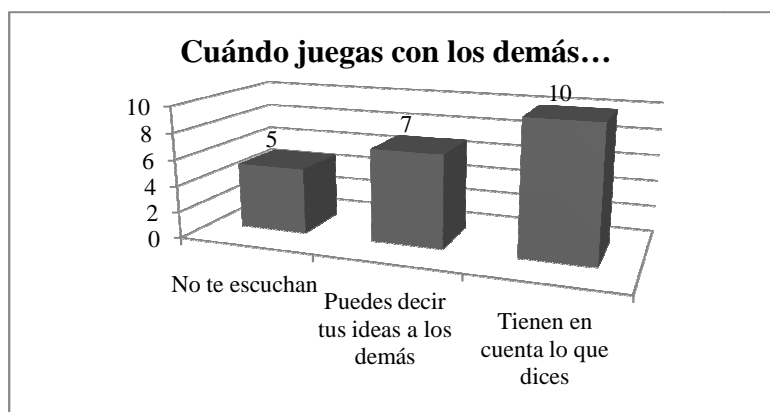 Cuándo juegas con los demás…
10
8
6
4
2
0
5
7
10
No te escuchan
Puedes decir
tus ideas a los
demás
Tienen en
cuenta lo que
dices